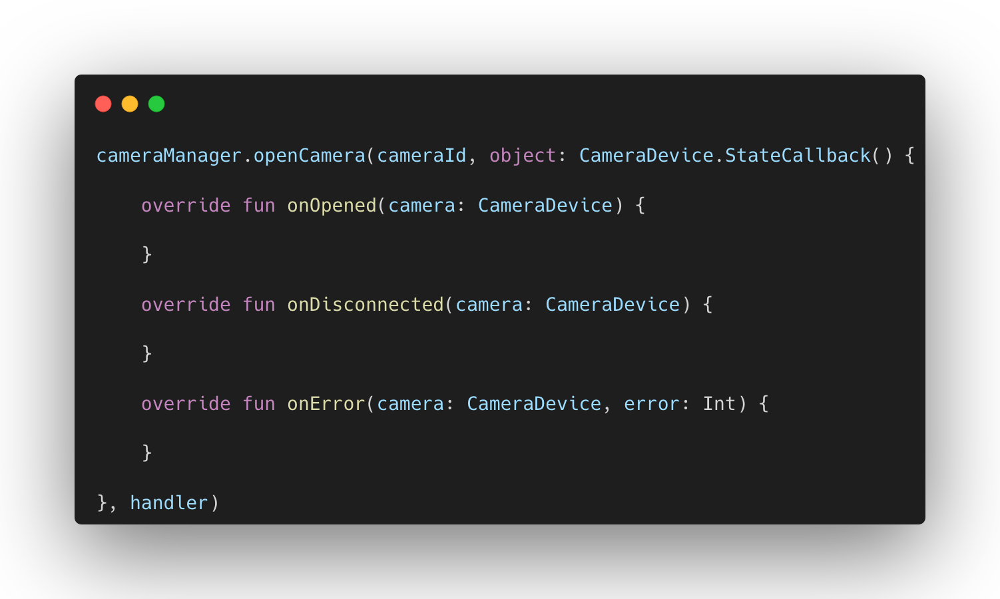 cameraManager.openCamera(cameraId, object: CameraDevice.StateCallback() {
override fun onOpened(camera: CameraDevice) {
}
override fun onDisconnected(camera: CameraDevice) {
}
override fun onError(camera: CameraDevice, error: Int) {
}
}, handler)